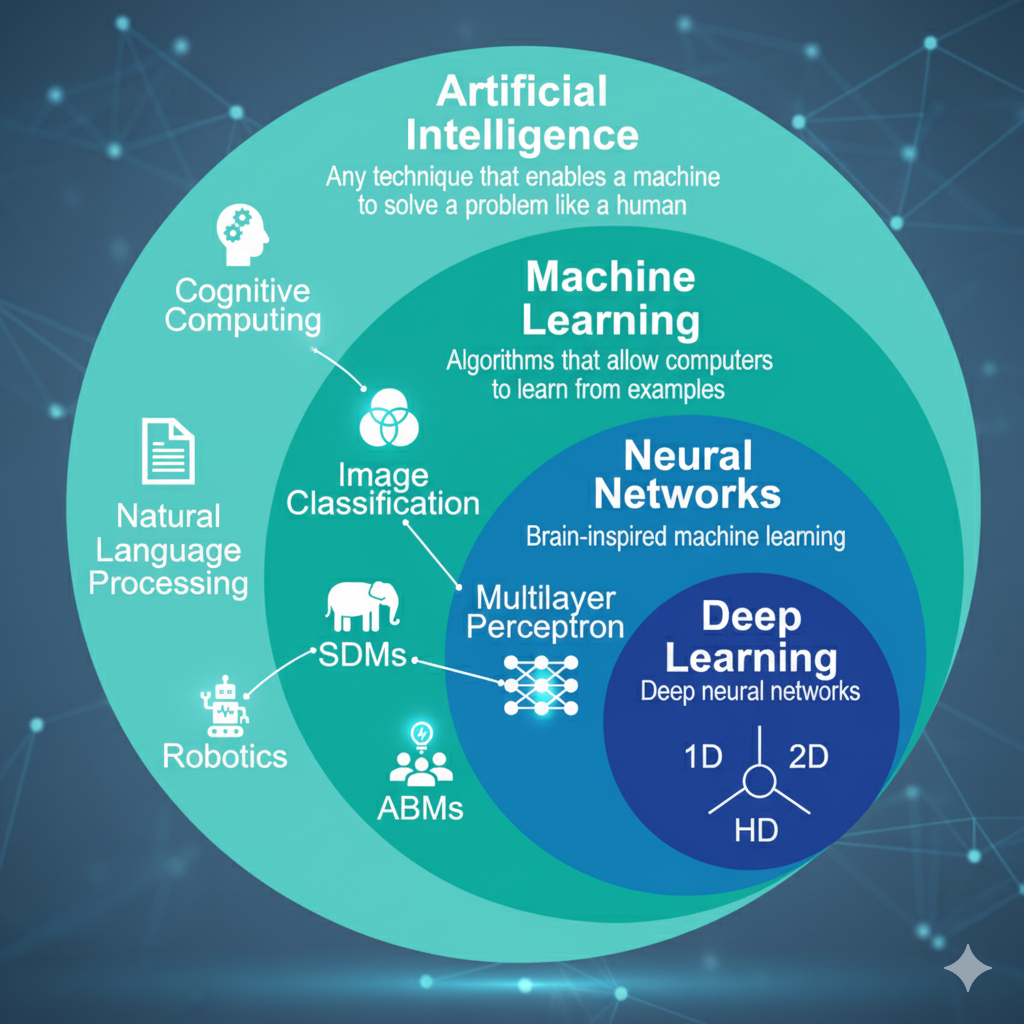 Artificial
Intelligence
Any technique that enables a machine
to solve a problem like a human
Cognitive
Computing
Machine
Learning
Algorithms that allow computers
to learn from examples
Image
Classification
Natural
Language
Processing
Neural
Networks
Brain-inspired machine learning
Multilayer
Perceptron
SDMs
Robotics
ABMs
Deep
Learning
Deep neural networks
1D
2D
HD